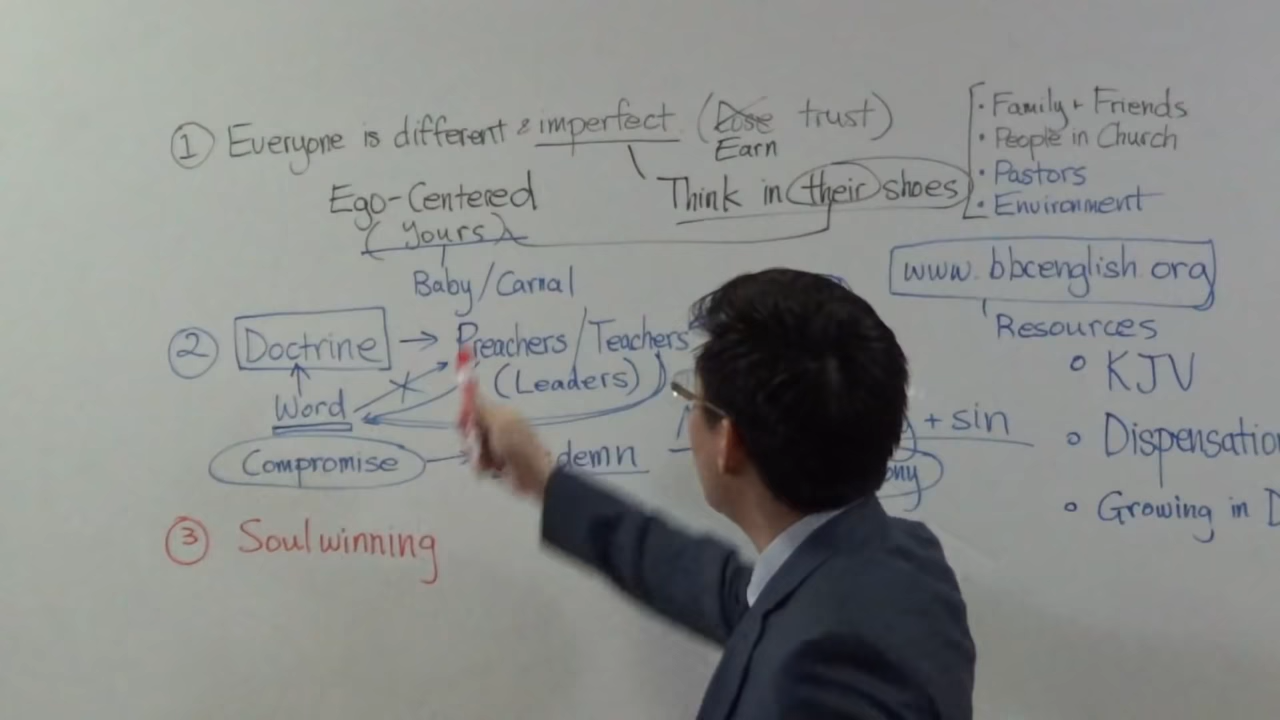 ① Everyone is different & imperfect (Lose trust)
Earn
Ego-Centered
(Yours)
Think in their shoes
· Family + Friends
· People in Church
· Pastors
· Environment
Baby/Carnal
www.bbcenglish.org
Resources
② Doctrine → Preachers/Teachers
(Leaders)
Word
Compromise →
demn
+ sin
ony
KJV
Dispensatio
Growing in D
③ Soulwinning